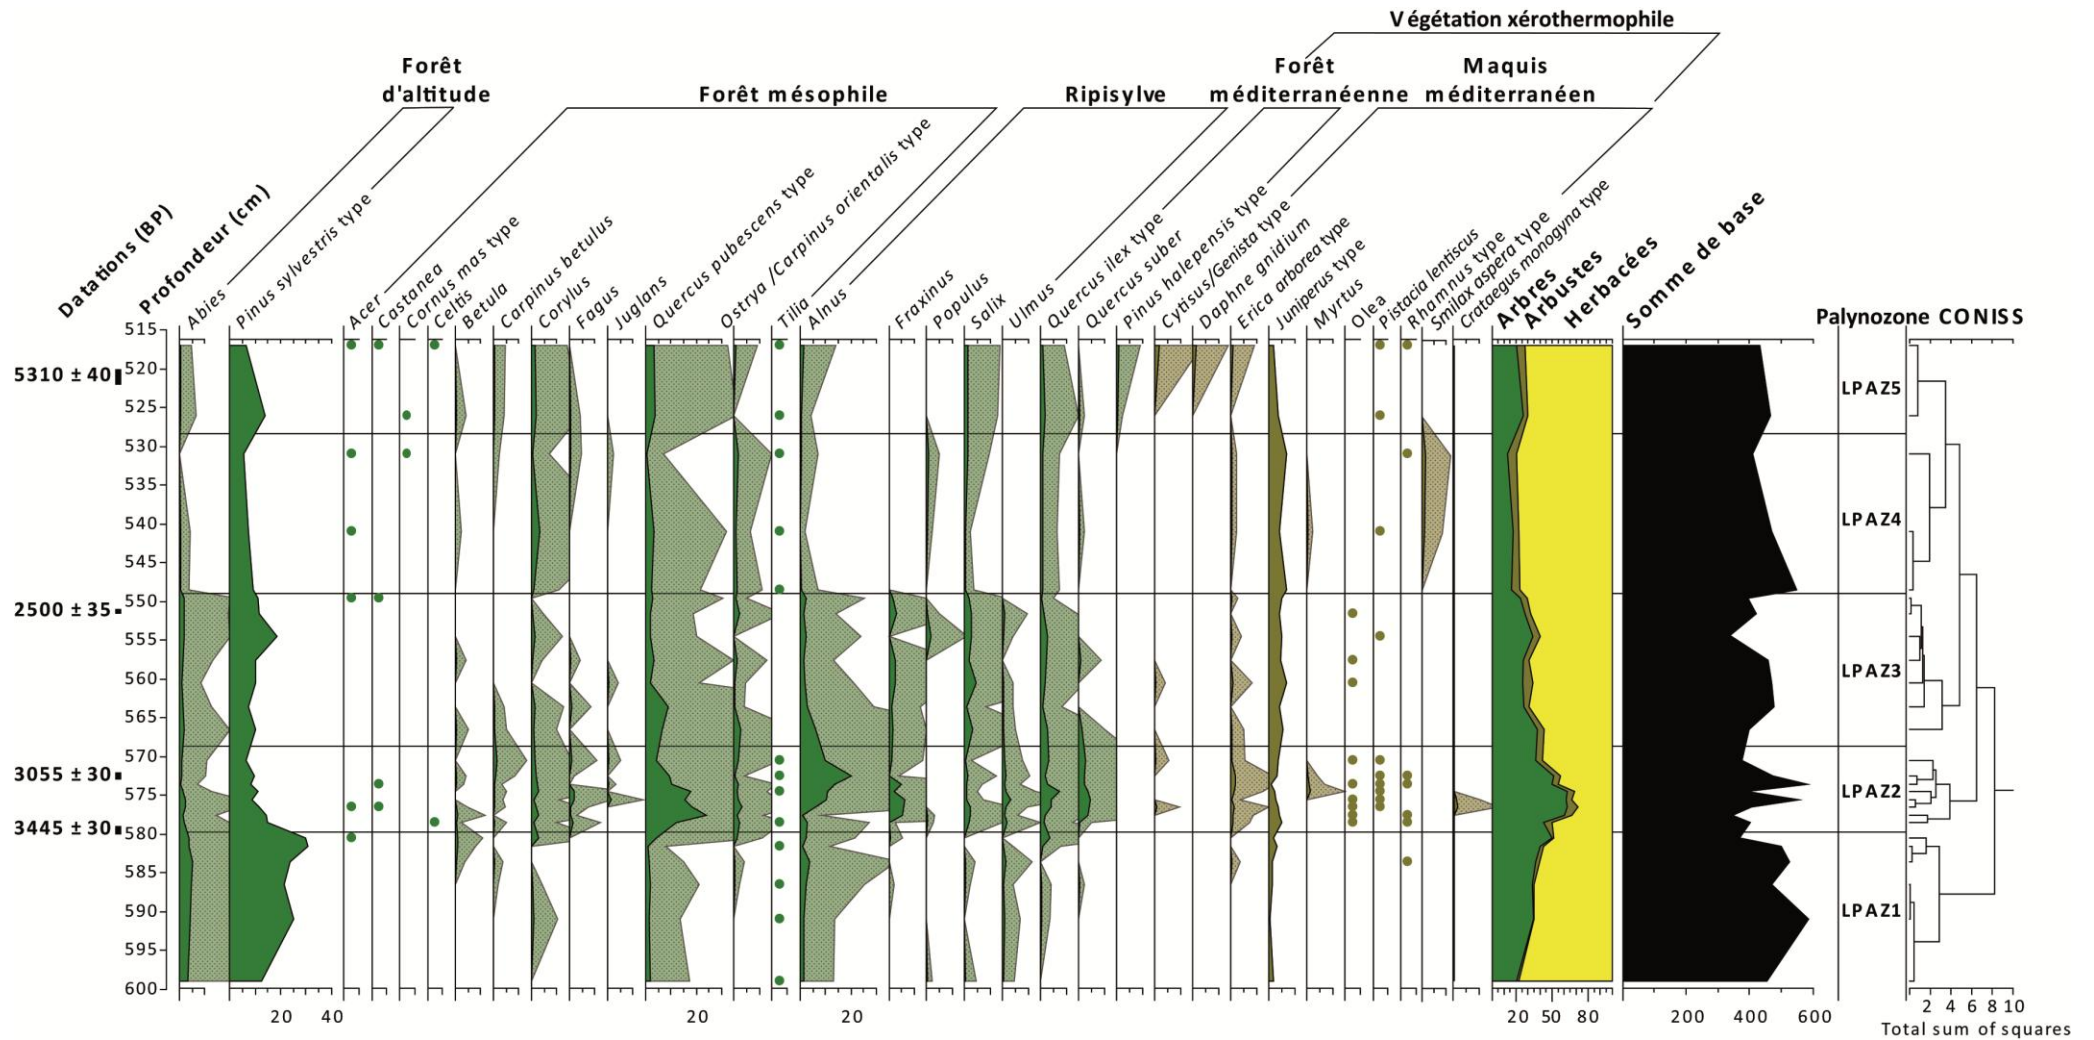 Végétation xérothermophile
Forêt
d'altitude
Forêt mésophile
Ripisylve
Forêt
méditerranéenne
Maquis
méditerranéen
Datations (BP)
Profondeur (cm)
Abies
Pinus sylvestris type
Acer
Castanea
Cornus mas type
Celtis
Betula
Carpinus betulus
Corylus
Fagus
Juglans
Quercus pubescens type
Ostrya /Carpinus orientalis type
Tilia
Alnus
Fraxinus
Populus
Salix
Ulmus
Quercus ilex type
Quercus suber
Pinus halepensis type
Cytisus/Genista type
Daphne gnidium
Erica arborea type
Juniperus type
Myrtus
Olea
Pistacia lentiscus
Rhamnus type
Smilax aspera type
Crataegus monogyna type
Arbres
Arbustes
Herbacées
Somme de base
Palynozone CONISS
515
520
525
530
535
540
545
550
555
560
565
570
575
580
585
590
595
600
5310 ± 40
2500 ± 35
3055 ± 30
3445 ± 30
LPAZ5
LPAZ4
LPAZ3
LPAZ2
LPAZ1
20 40
20
20
20 50 80
200 400 600
2 4 6 8 10
Total sum of squares